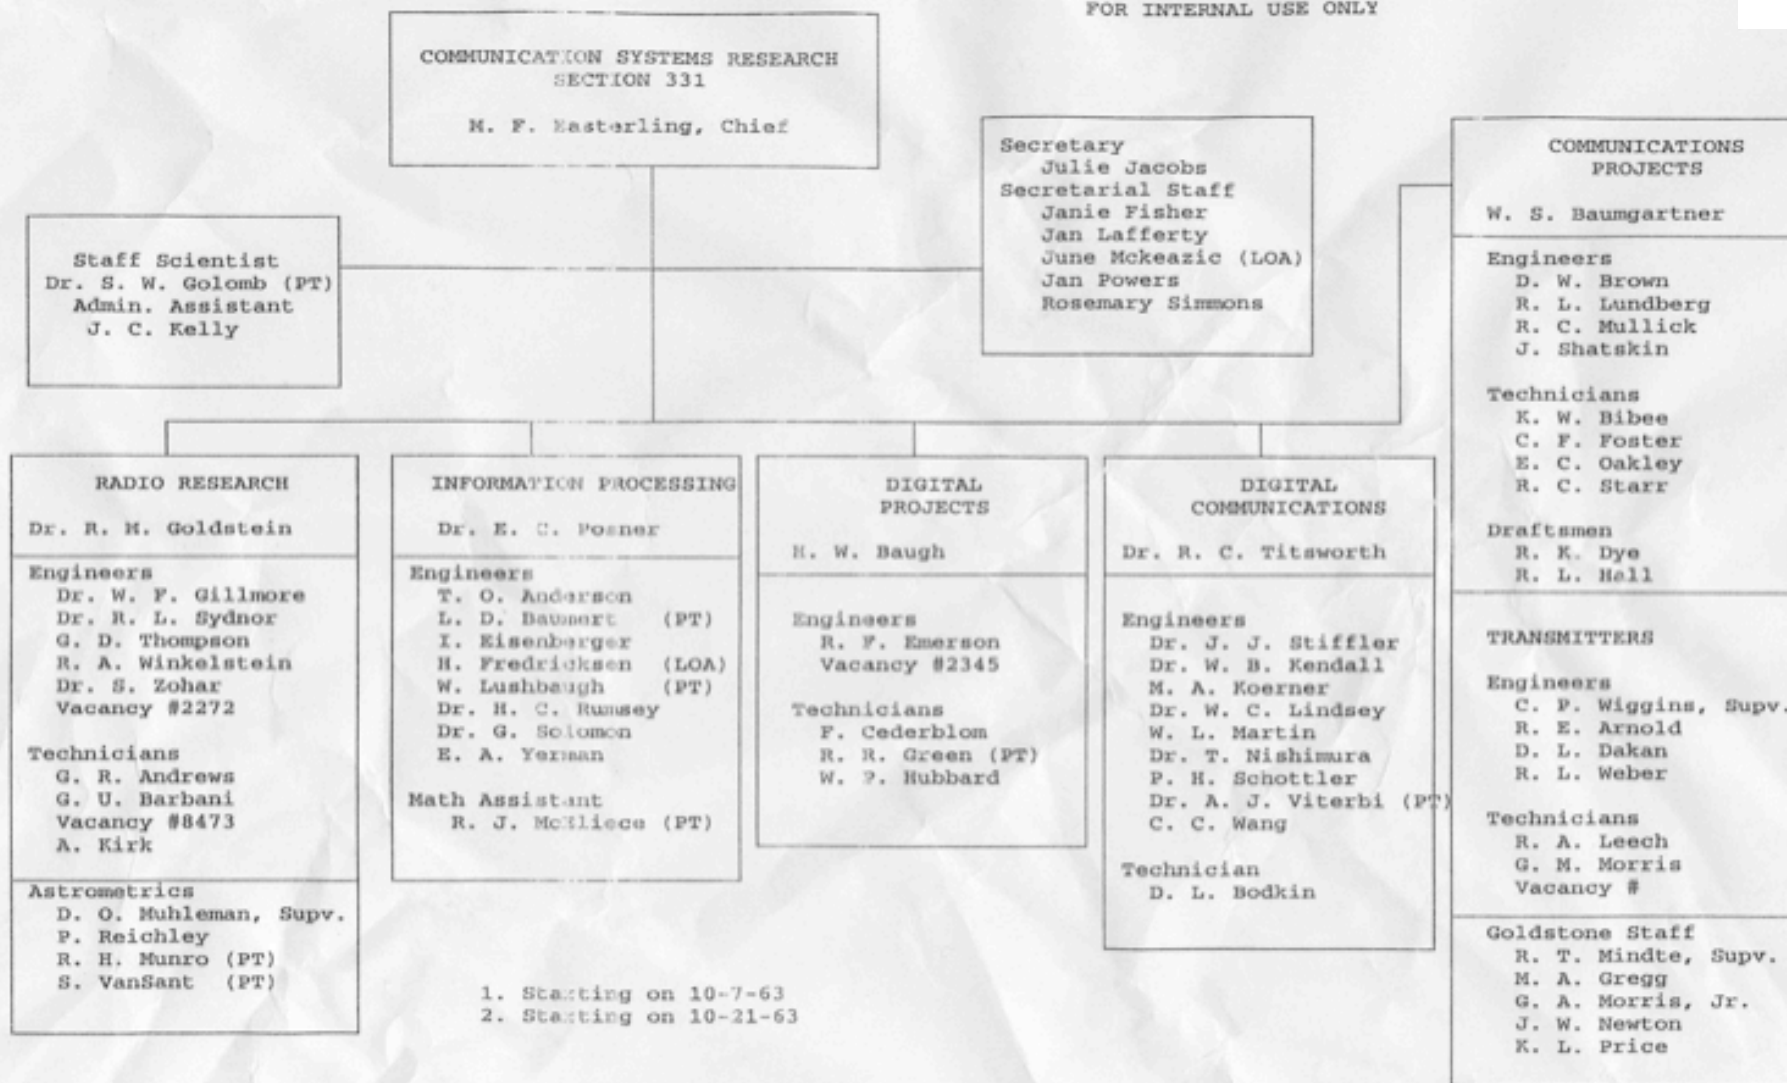 FOR INTERNAL USE ONLY
COMMUNICATION SYSTEMS RESEARCH
SECTION 331
M. F. Easterling, Chief
Secretary
Julie Jacobs
Secretarial Staff
Janie Fisher
Jan Lafferty
June Mckeazic (LOA)
Jan Powers
Rosemary Simmons
Staff Scientist
Dr. S. W. Golomb (PT)
Admin. Assistant
J. C. Kelly
RADIO RESEARCH
Dr. R. M. Goldstein
Engineers
Dr. W. F. Gillmore
Dr. R. L. Sydnor
G. D. Thompson
R. A. Winkelstein
Dr. S. Zohar
Vacancy #2272
Technicians
G. R. Andrews
G. U. Barbani
Vacancy #8473
A. Kirk
Astrometrics
D. O. Muhleman, Supv.
P. Reichley
R. H. Munro (PT)
S. VanSant (PT)
INFORMATION PROCESSING
Dr. E. C. Posner
Engineers
T. O. Anderson
L. D. Baumert (PT)
I. Eisenberger
H. Fredricksen (LOA)
W. Lushbaugh (PT)
Dr. H. C. Rumsey
Dr. G. Solomon
E. A. Yerman
Math Assistant
R. J. McEliece (PT)
DIGITAL
PROJECTS
H. W. Baugh
Engineers
R. F. Emerson
Vacancy #2345
Technicians
F. Cederblom
R. R. Green (PT)
W. P. Hubbard
DIGITAL
COMMUNICATIONS
Dr. R. C. Titsworth
Engineers
Dr. J. J. Stiffler
Dr. W. B. Kendall
M. A. Koerner
Dr. W. C. Lindsey
W. L. Martin
Dr. T. Nishimura
P. H. Schottler
Dr. A. J. Viterbi (PT)
C. C. Wang
Technician
D. L. Bodkin
COMMUNICATIONS
PROJECTS
W. S. Baumgartner
Engineers
D. W. Brown
R. L. Lundberg
R. C. Mullick
J. Shatskin
Technicians
K. W. Bibee
C. F. Foster
E. C. Oakley
R. C. Starr
Draftsmen
R. K. Dye
R. L. Hall
TRANSMITTERS
Engineers
C. P. Wiggins, Supv.
R. E. Arnold
D. L. Dakan
R. L. Weber
Technicians
R. A. Leech
G. M. Morris
Vacancy #
Goldstone Staff
R. T. Mindte, Supv.
M. A. Gregg
G. A. Morris, Jr.
J. W. Newton
K. L. Price
1. Starting on 10-7-63
2. Starting on 10-21-63